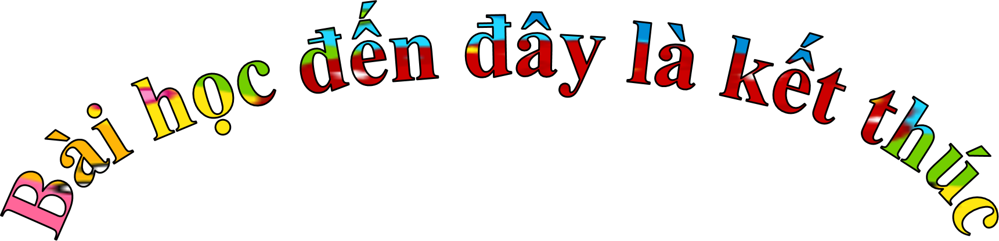 Bài học đến đây là kết thúc